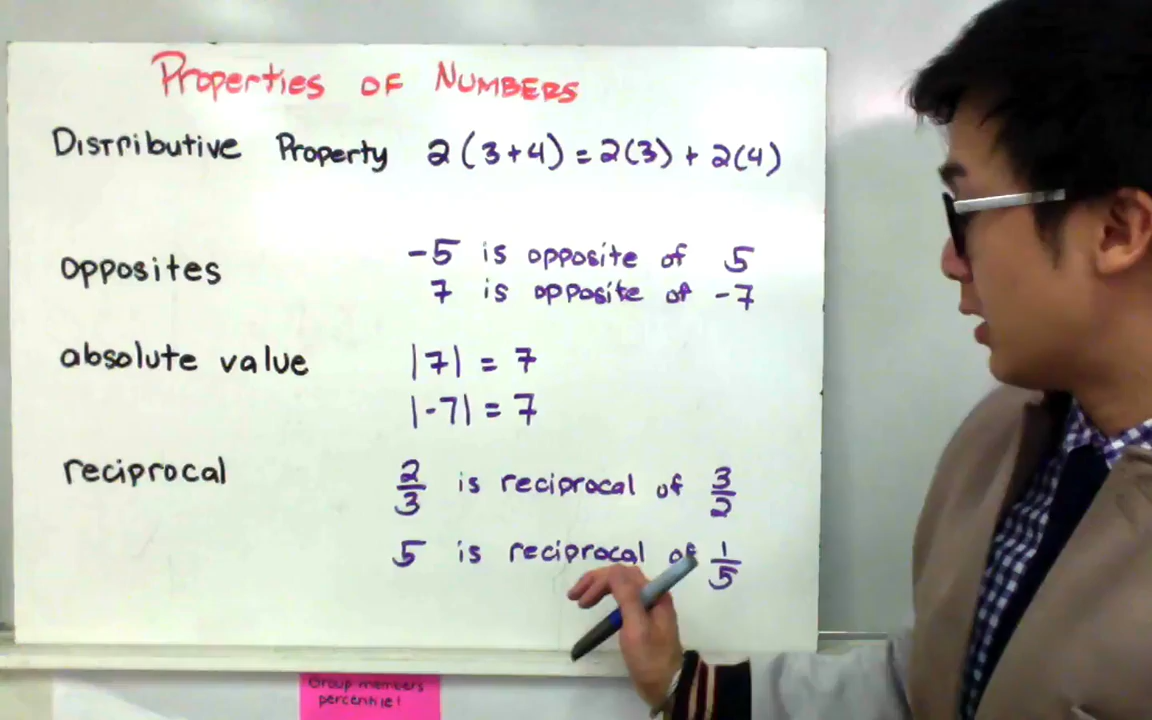 Properties OF NUMBERS
Distributive Property 2(3+4) = 2(3) + 2(4)
opposites -5 is opposite of 5
7 is opposite of -7
absolute value |7| = 7
|-7| = 7
reciprocal 2/3 is reciprocal of 3/2
5 is reciprocal of 1/5
Group members